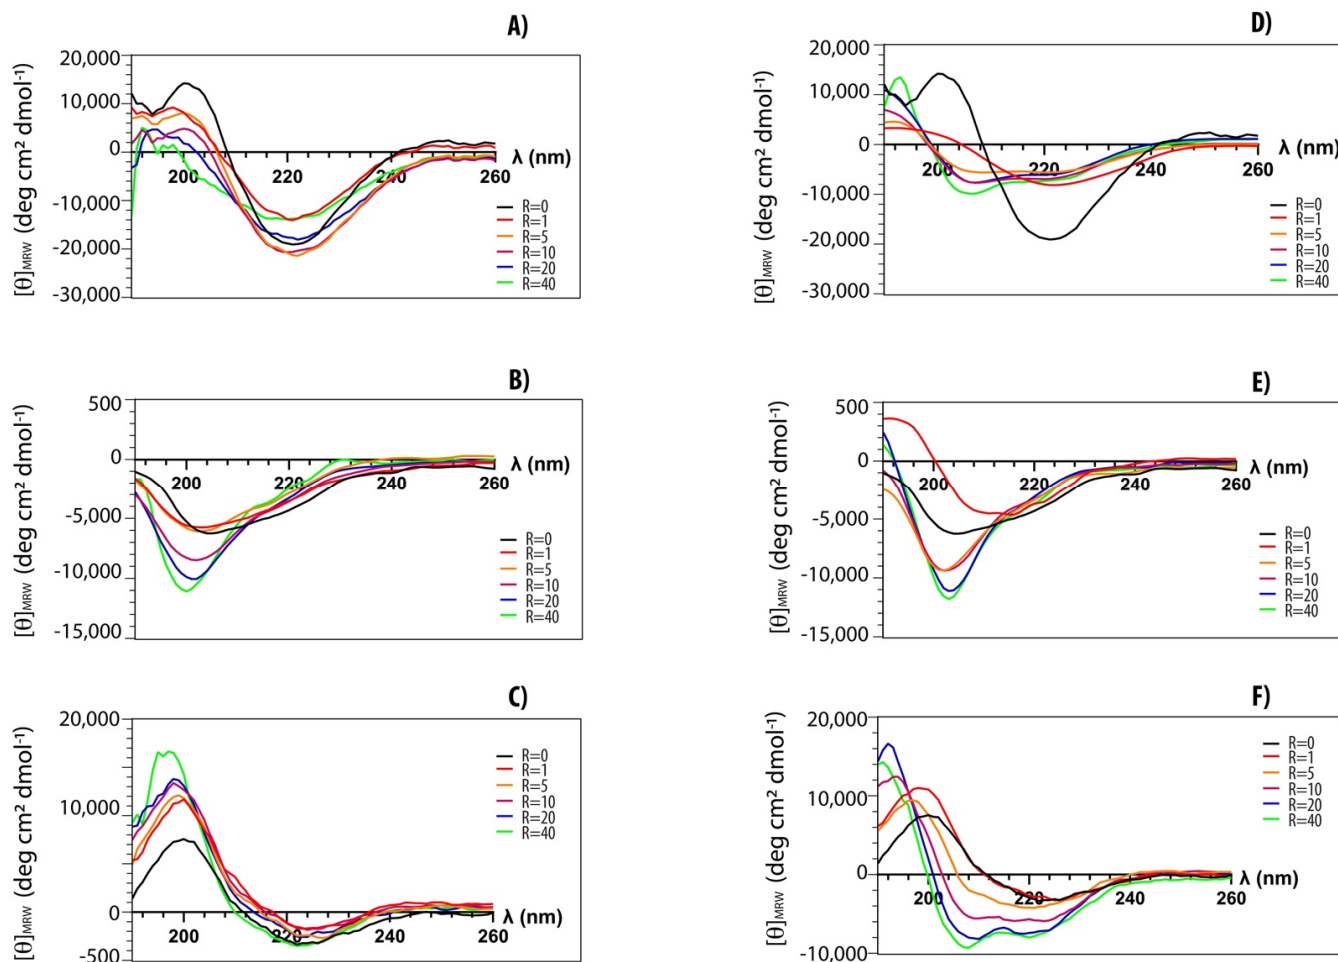 A)
20,000
10,000
0
-10,000
-20,000
-30,000
[θ]MRW (deg cm² dmol⁻¹)
200
220
240
260
λ (nm)
R=0
R=1
R=5
R=10
R=20
R=40
D)
20,000
10,000
0
-10,000
-20,000
-30,000
[θ]MRW (deg cm² dmol⁻¹)
200
220
240
260
λ (nm)
R=0
R=1
R=5
R=10
R=20
R=40
B)
500
0
-5,000
-10,000
-15,000
[θ]MRW (deg cm² dmol⁻¹)
200
220
240
260
λ (nm)
R=0
R=1
R=5
R=10
R=20
R=40
E)
500
0
-5,000
-10,000
-15,000
[θ]MRW (deg cm² dmol⁻¹)
200
220
240
260
λ (nm)
R=0
R=1
R=5
R=10
R=20
R=40
C)
20,000
10,000
0
-500
[θ]MRW (deg cm² dmol⁻¹)
200
220
240
260
λ (nm)
R=0
R=1
R=5
R=10
R=20
R=40
F)
20,000
10,000
0
-10,000
[θ]MRW (deg cm² dmol⁻¹)
200
220
240
260
λ (nm)
R=0
R=1
R=5
R=10
R=20
R=40